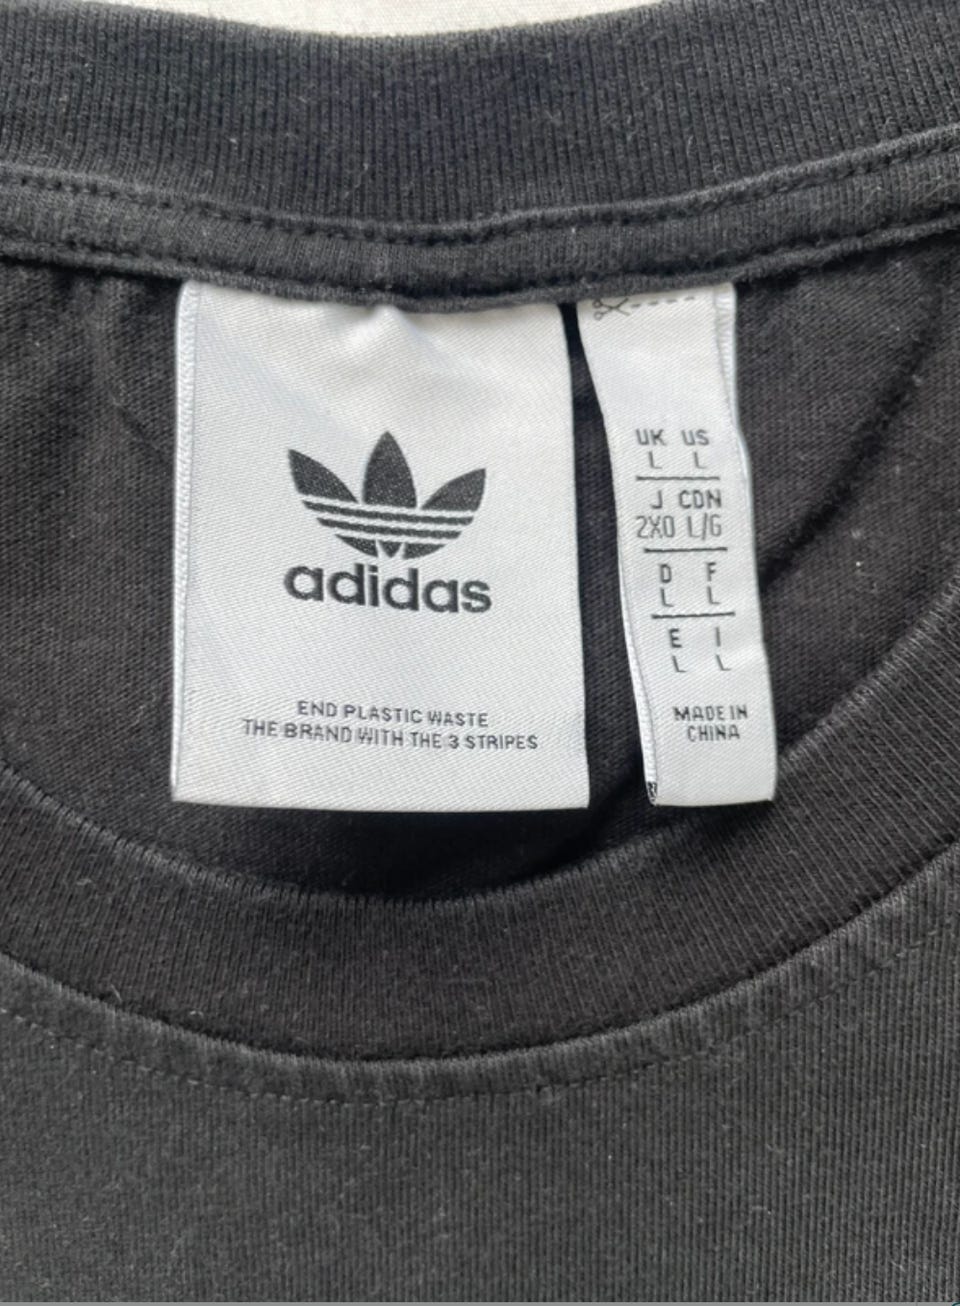 adidas
END PLASTIC WASTE
THE BRAND WITH THE 3 STRIPES
UK US
L L
J CDN
2XO L/G
D F
L L
E I
L L
MADE IN
CHINA